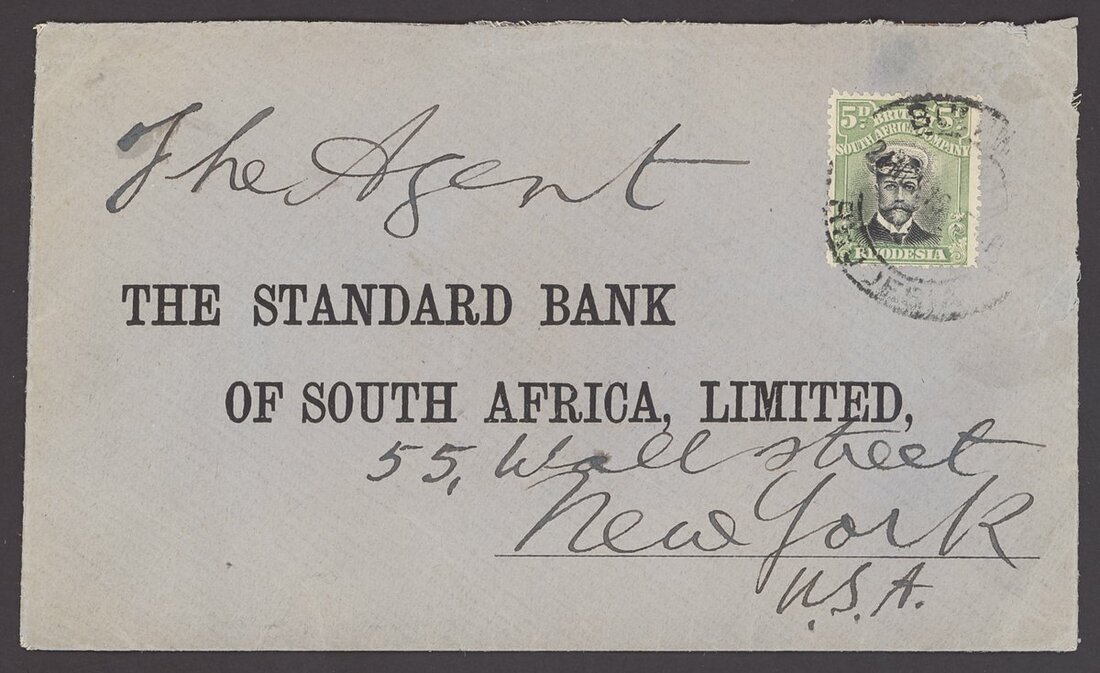 The Agent
THE STANDARD BANK
OF SOUTH AFRICA, LIMITED,
55, Wall street
New York
U.S.A.
5D 5D
BRITISH
SOUTH AFRICA COMPANY
RHODESIA